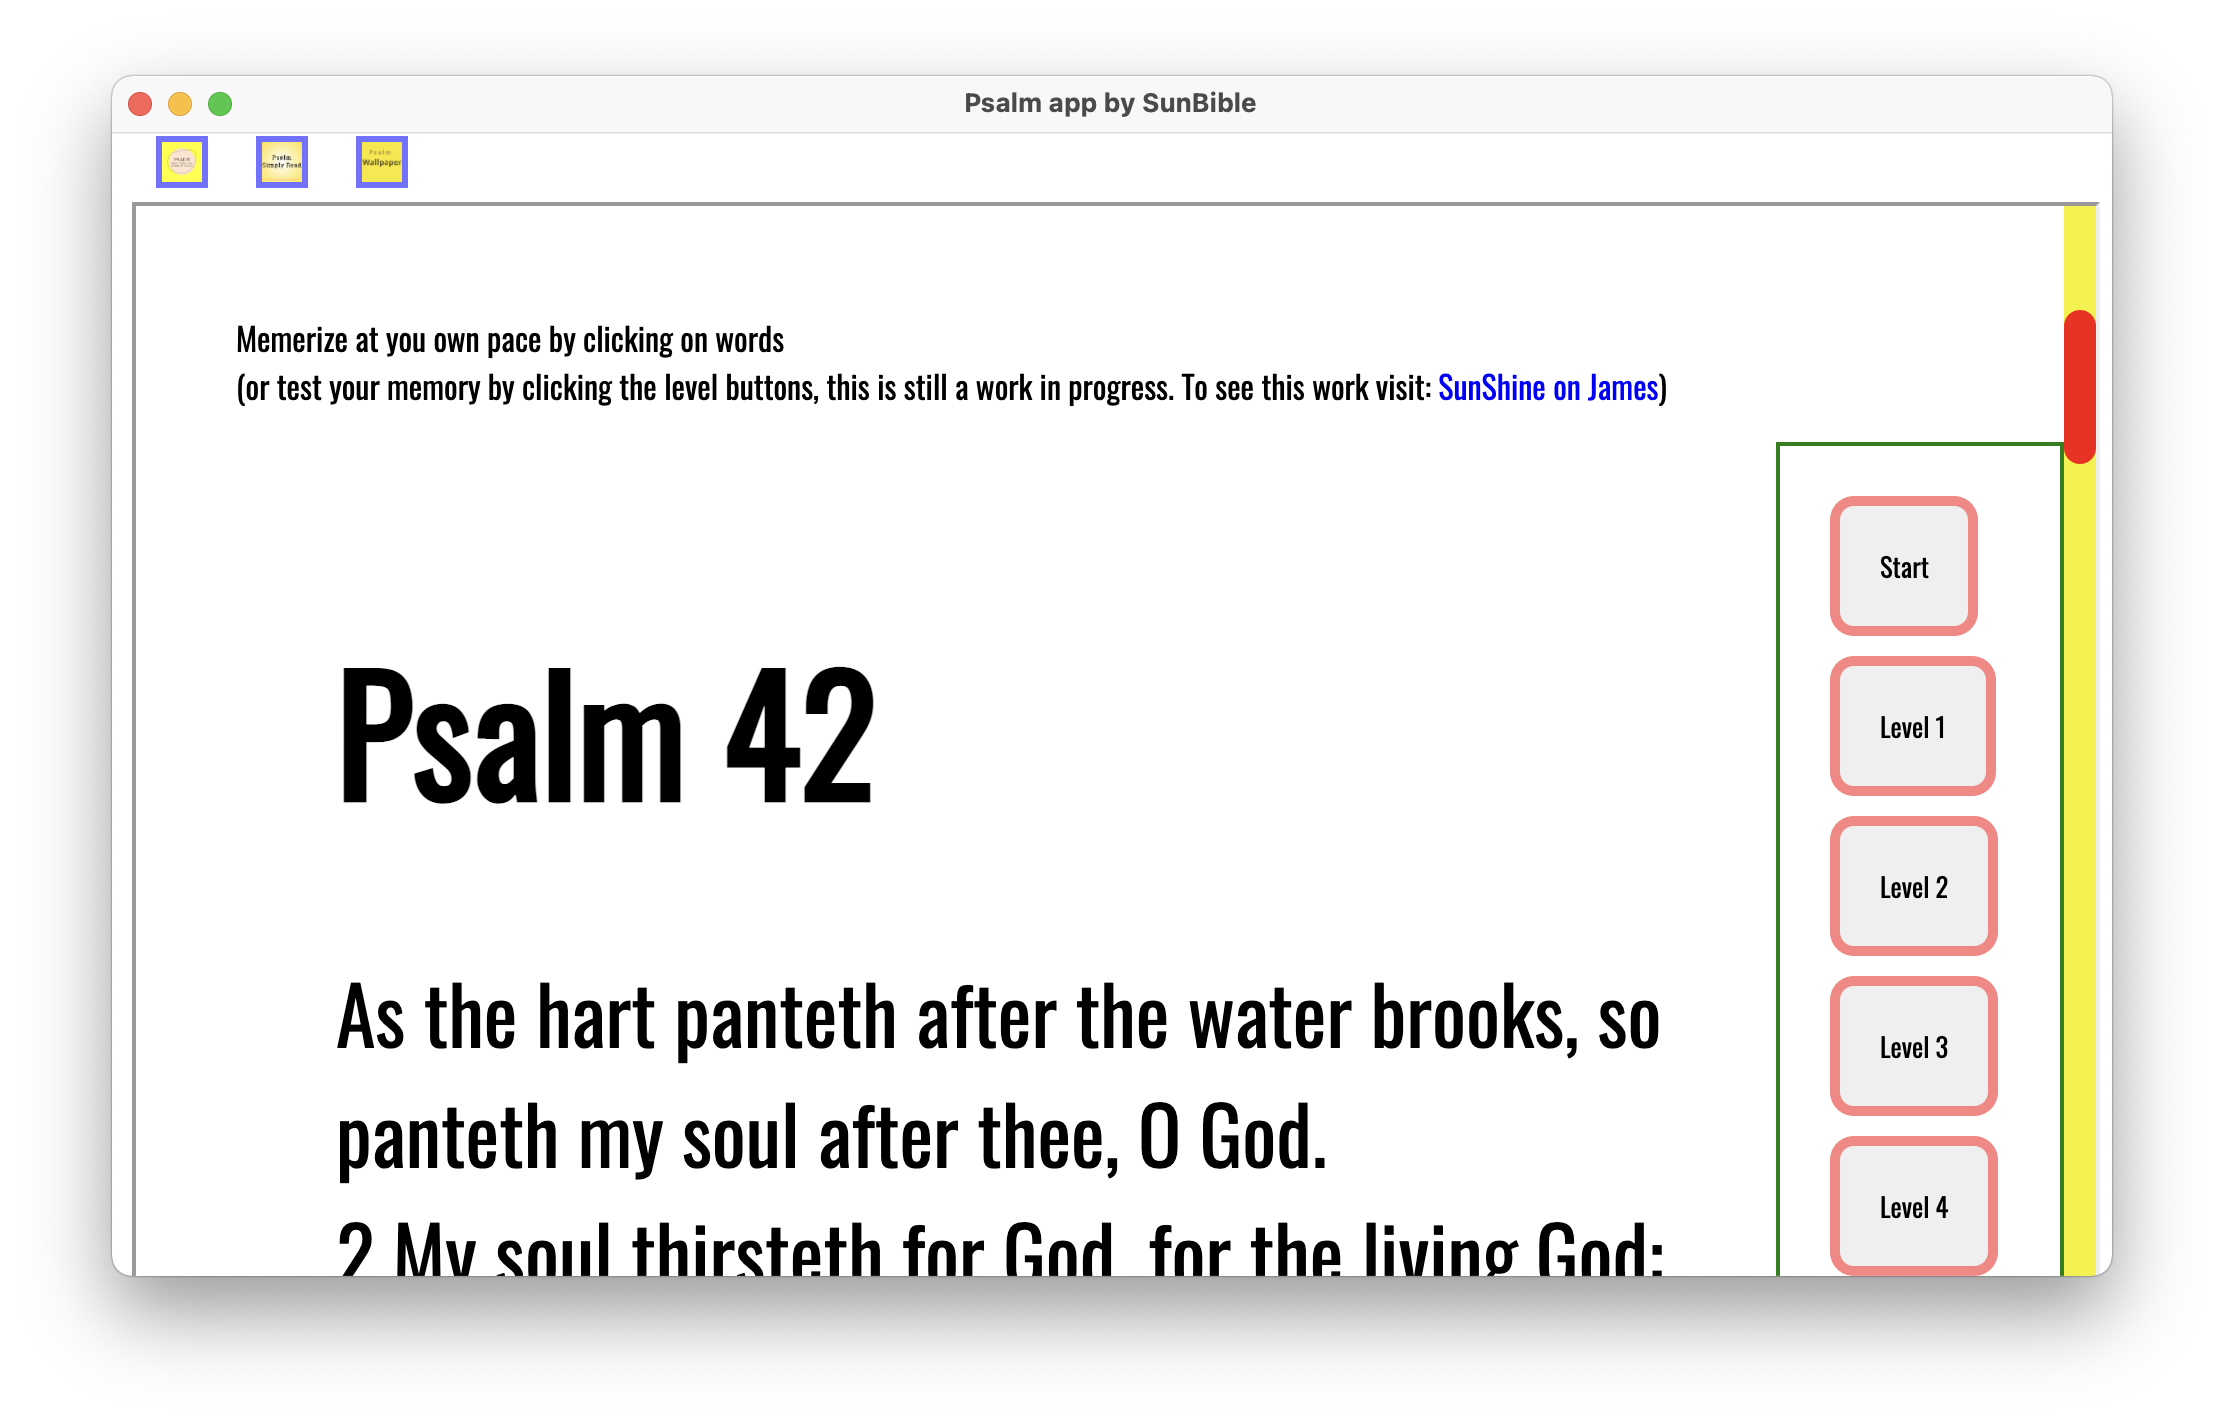 Psalm app by SunBible
Psalm
Simply Read
Psalm
Wallpaper
Memerize at you own pace by clicking on words
(or test your memory by clicking the level buttons, this is still a work in progress. To see this work visit: SunShine on James)
Start
Level 1
Psalm 42
Level 2
As the hart panteth after the water brooks, so
Level 3
panteth my soul after thee, O God.
Level 4
2 My soul thirsteth for God, for the living God: